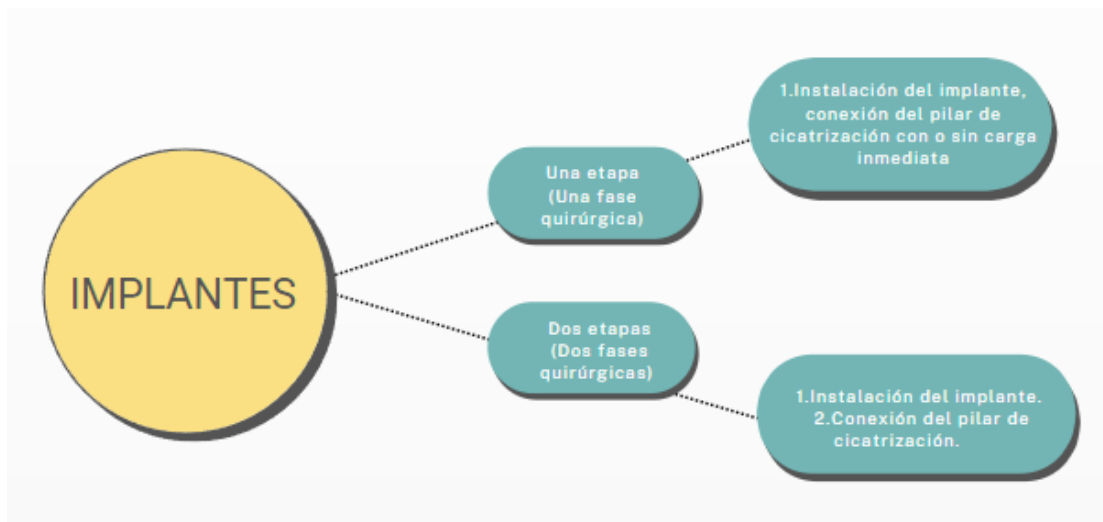 IMPLANTES
Una etapa
(Una fase
quirúrgica)
1.Instalación del implante,
conexión del pilar de
cicatrización con o sin carga
inmediata
Dos etapas
(Dos fases
quirúrgicas)
1.Instalación del implante.
2.Conexión del pilar de
cicatrización.